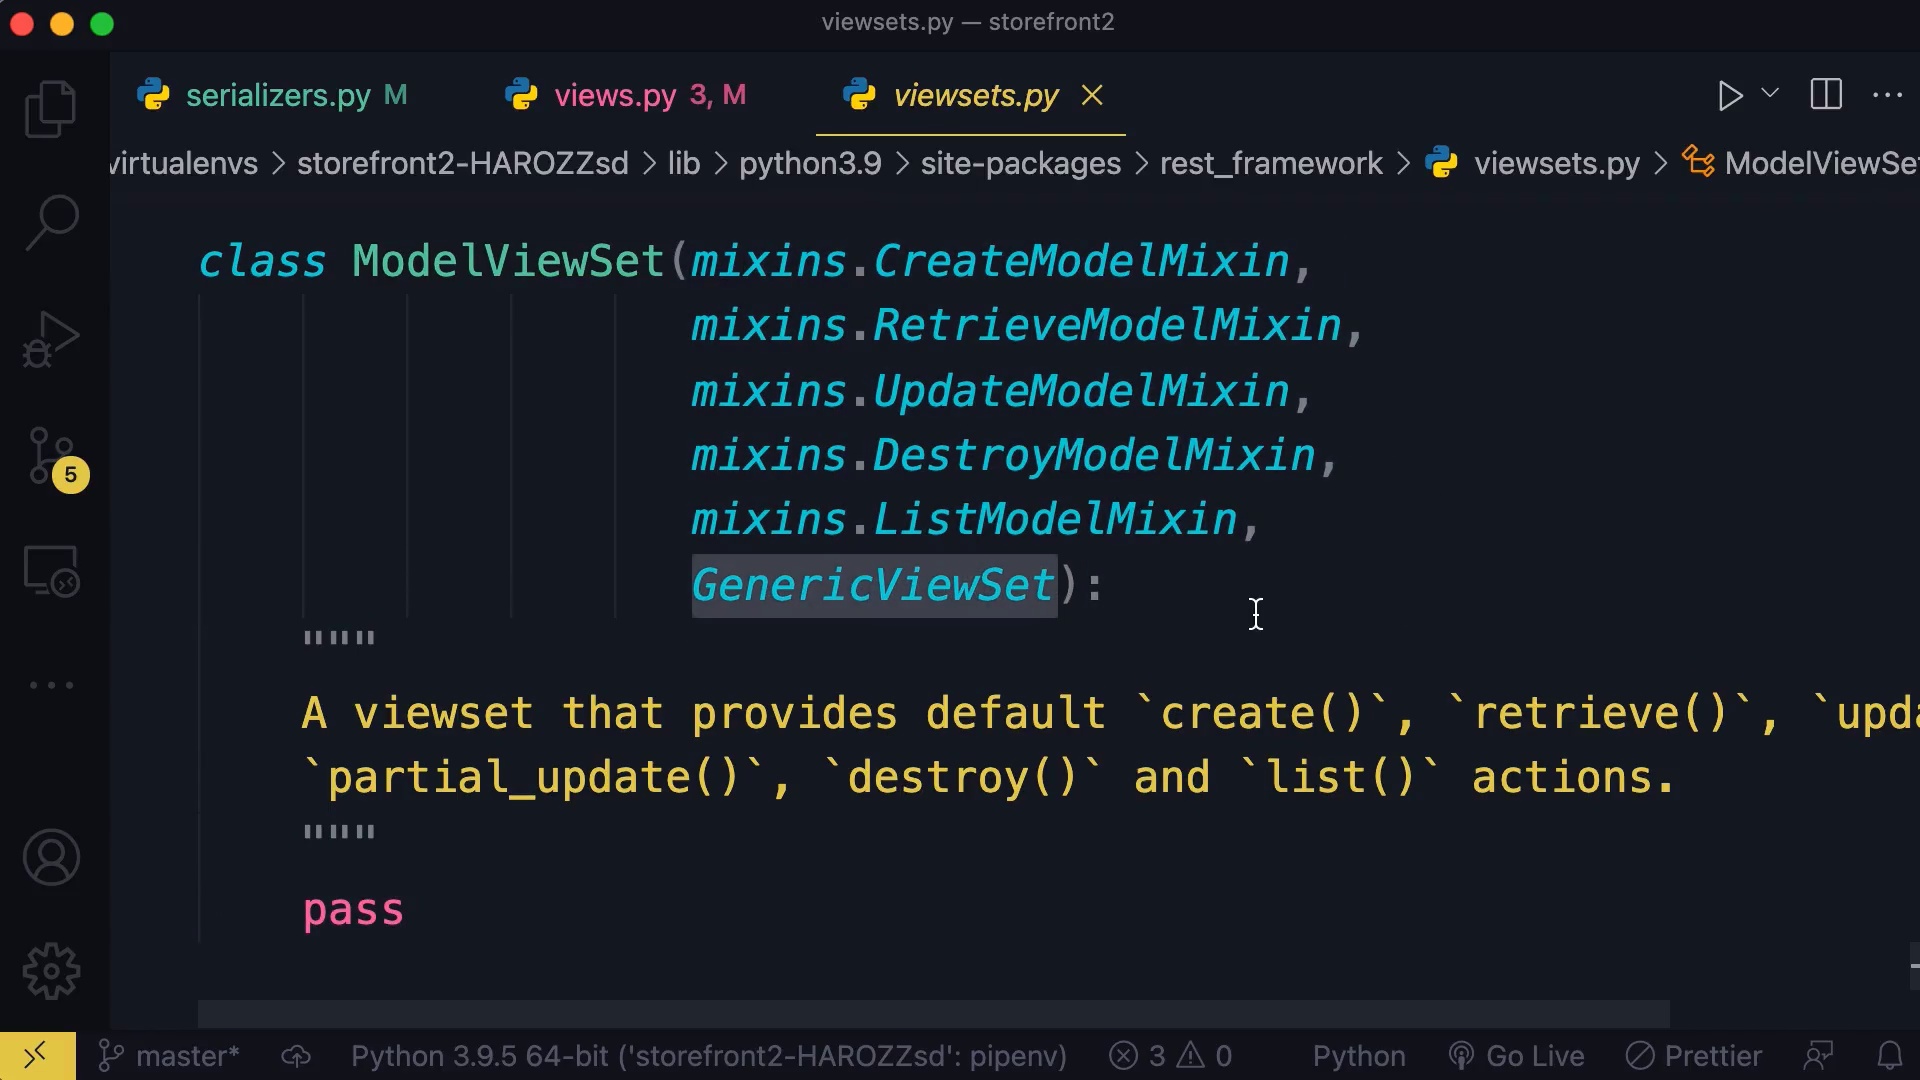 viewsets.py — storefront2
serializers.py M views.py 3, M viewsets.py
virtualenvs > storefront2-HAROZZsd > lib > python3.9 > site-packages > rest_framework > viewsets.py > ModelViewSet
class ModelViewSet(mixins.CreateModelMixin,
mixins.RetrieveModelMixin,
mixins.UpdateModelMixin,
mixins.DestroyModelMixin,
mixins.ListModelMixin,
GenericViewSet):
"""
A viewset that provides default `create()`, `retrieve()`, `upda
`partial_update()`, `destroy()` and `list()` actions.
"""
pass
5
master* Python 3.9.5 64-bit ('storefront2-HAROZZsd': pipenv) 3 0 Python Go Live Prettier